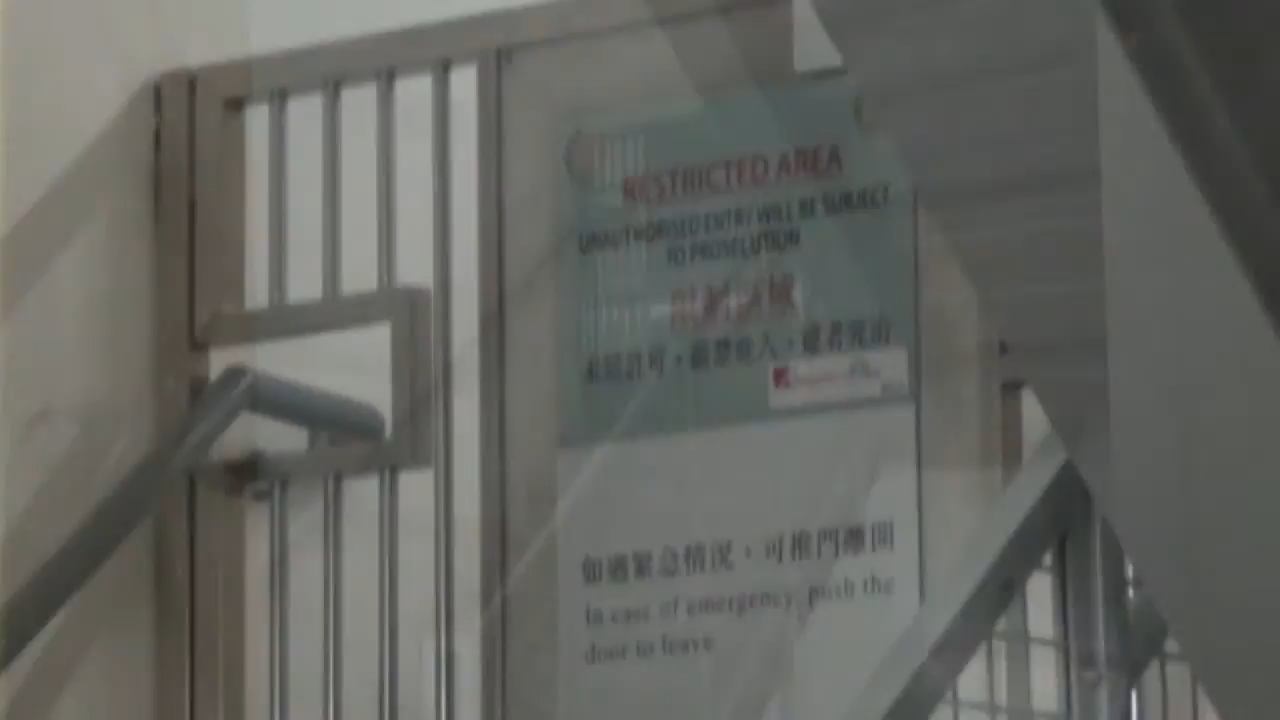 RESTRICTED AREA
UNAUTHORISED ENTRY WILL BE SUBJECT
TO PROSECUTION
未經許可,嚴禁進入,違者究治
如遇緊急情況,可推門離開
In case of emergency, push the
door to leave